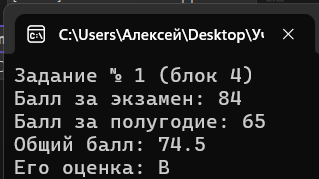 C:\Users\Алексей\Desktop\Уч
Задание № 1 (блок 4)
Балл за экзамен: 84
Балл за полугодие: 65
Общий балл: 74.5
Его оценка: B